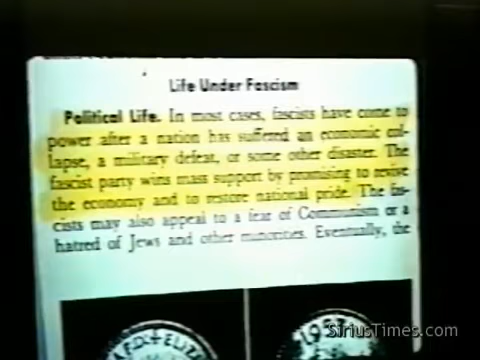 Life Under Fascism
Political Life. In most cases, fascists have come to
power after a nation has suffered an economic col-
lapse, a military defeat, or some other disaster. The
fascist party wins mass support by promising to revive
the economy and to restore national pride. The fas-
cists may also appeal to a fear of Communism or a
hatred of Jews and other minorities. Eventually, the
SiriusTimes.com